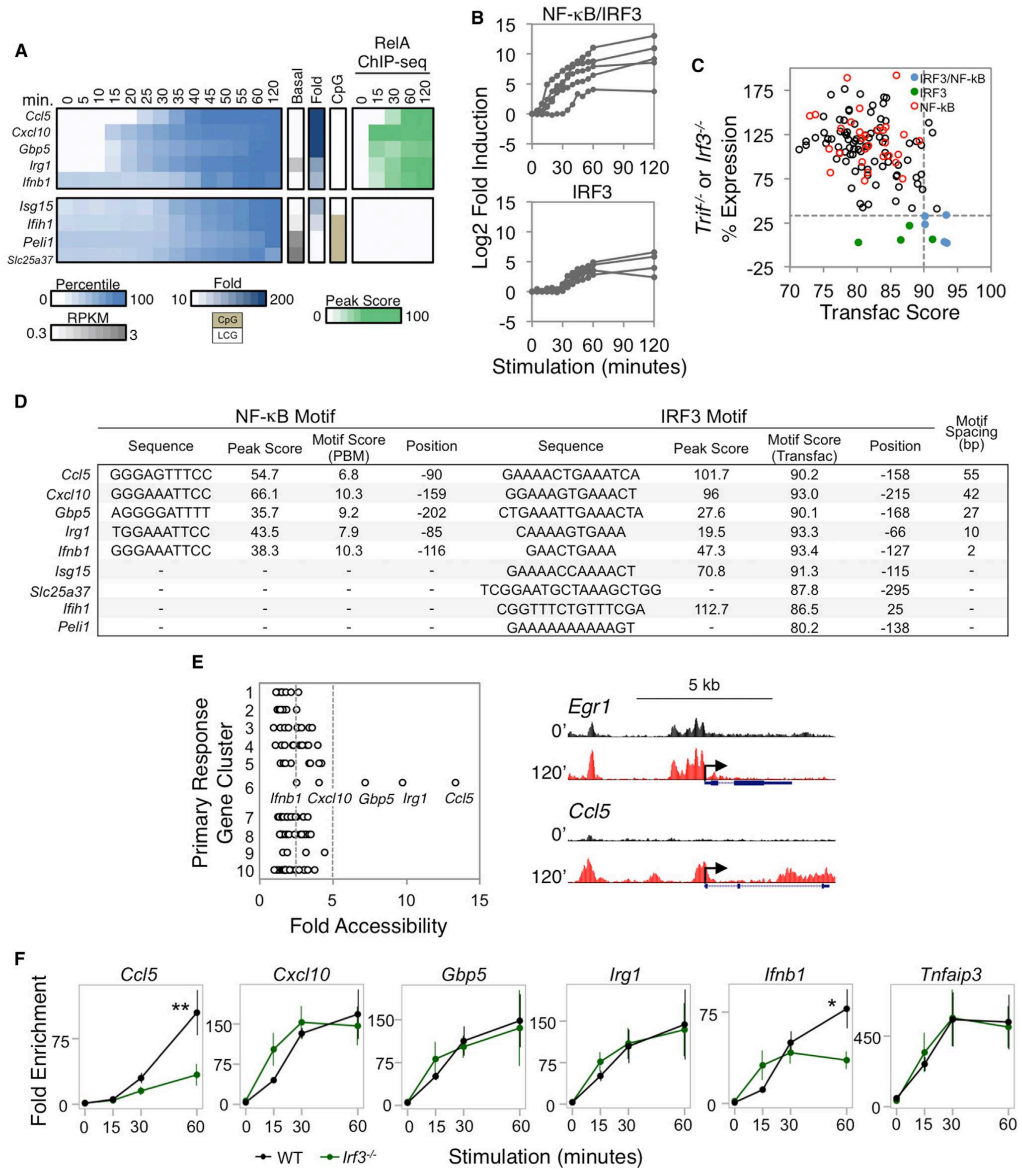 A
RelA
ChIP-seq
min. 0 5 10 15 20 25 30 35 45 50 55 60 120 Basal Fold CpG 0 15 30 60 120
Ccl5
Cxcl10
Gbp5
Irg1
Ifnb1
Isg15
Ifih1
Peli1
Slc25a37
Percentile
0 100
Fold
10 200
Peak Score
0 100
RPKM
0.3 3
CpG
LCG
B
NF-κB/IRF3
15
10
5
0
-5
0 30 60 90 120
IRF3
15
10
5
0
-5
0 30 60 90 120
Log2 Fold Induction
Stimulation (minutes)
C
IRF3/NF-kB
IRF3
NF-kB
175
125
75
25
-25
70 75 80 85 90 95 100
Trif-/- or Irf3-/-
% Expression
Transfac Score
D
NF-κB Motif IRF3 Motif Motif Spacing (bp)
Sequence Peak Score Motif Score (PBM) Position Sequence Peak Score Motif Score (Transfac) Position
Ccl5 GGGAGTTTCC 54.7 6.8 -90 GAAAACTGAAATCA 101.7 90.2 -158 55
Cxcl10 GGGAAATTCC 66.1 10.3 -159 GGAAAGTGAAACT 96 93.0 -215 42
Gbp5 AGGGGATTTT 35.7 9.2 -202 CTGAAATTGAAACTA 27.6 90.1 -168 27
Irg1 TGGAAATTCC 43.5 7.9 -85 CAAAAGTGAAA 19.5 93.3 -66 10
Ifnb1 GGGAAATTCC 38.3 10.3 -116 GAACTGAAA 47.3 93.4 -127 2
Isg15 - - - - GAAAACCAAAACT 70.8 91.3 -115 -
Slc25a37 - - - - TCGGAATGCTAAAGCTGG - 87.8 -295 -
Ifih1 - - - - CGGTTTCTGTTTCGA 112.7 86.5 25 -
Peli1 - - - - GAAAAAAAAAAGT - 80.2 -138 -
E
Primary Response
Gene Cluster
1
2
3
4
5
6
Ifnb1 Cxcl10 Gbp5 Irg1 Ccl5
7
8
9
10
0 5 10 15
Fold Accessibility
5 kb
Egr1
0'
120'
Ccl5
0'
120'
F
Fold Enrichment
Ccl5
**
75
0
0 15 30 60
Cxcl10
150
75
0
0 15 30 60
Gbp5
150
75
0
0 15 30 60
Irg1
150
75
0
0 15 30 60
Ifnb1
*
75
0
0 15 30 60
Tnfaip3
450
0
0 15 30 60
WT Irf3-/-
Stimulation (minutes)